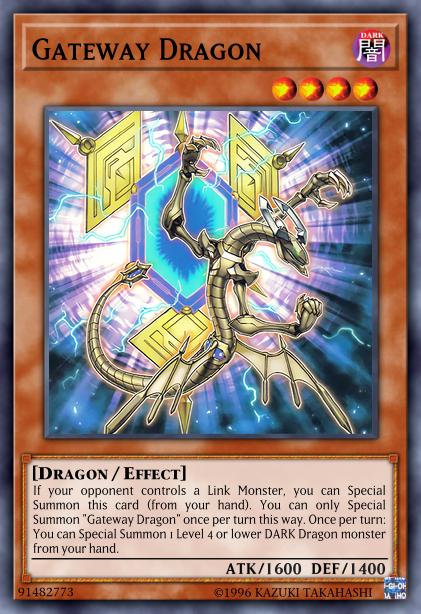 Gateway Dragon
DARK
闇
[Dragon / Effect]
If your opponent controls a Link Monster, you can Special
Summon this card (from your hand). You can only Special
Summon "Gateway Dragon" once per turn this way. Once per turn:
You can Special Summon 1 Level 4 or lower DARK Dragon monster
from your hand.
ATK/1600 DEF/1400
91482773
©1996 KAZUKI TAKAHASHI